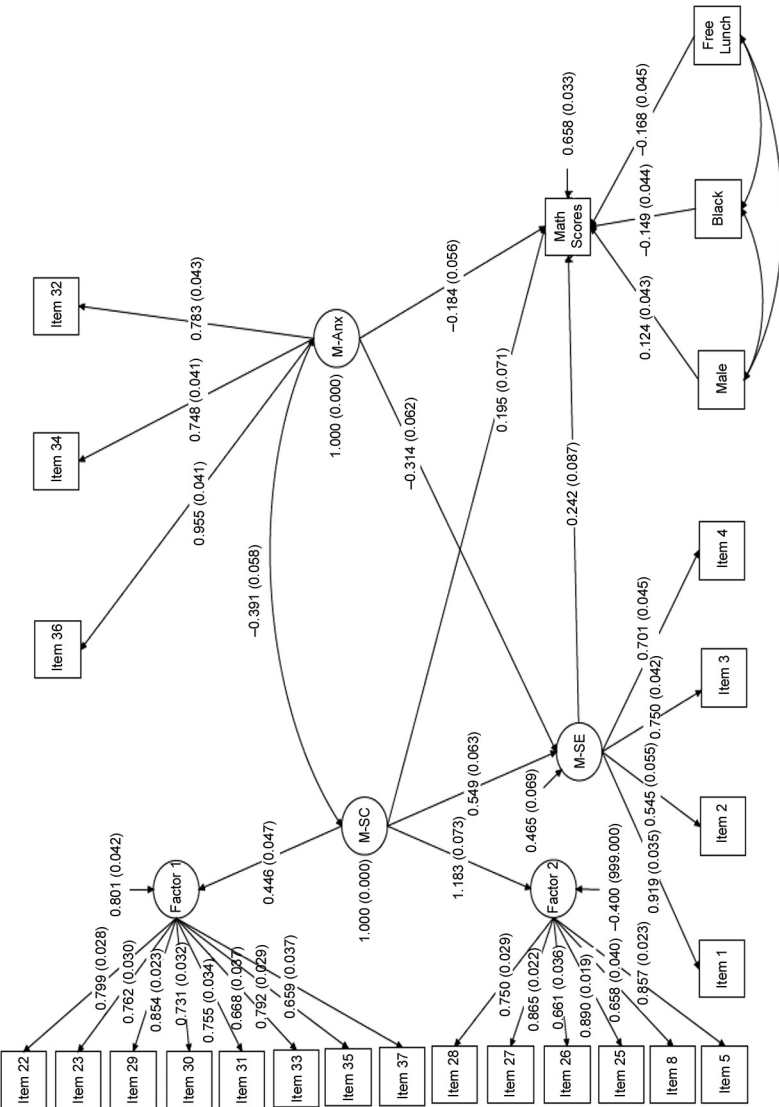 Item 5
Item 8
Item 25
Item 26
Item 27
Item 28
Item 37
Item 35
Item 33
Item 31
Item 30
Item 29
Item 23
Item 22
0.857 (0.023)
0.658 (0.040)
0.890 (0.019)
0.661 (0.036)
0.865 (0.022)
0.750 (0.029)
0.659 (0.037)
0.792 (0.029)
0.668 (0.037)
0.755 (0.034)
0.731 (0.032)
0.854 (0.023)
0.762 (0.030)
0.799 (0.028)
–0.400 (999.000)
Factor 2
Factor 1
0.801 (0.042)
1.183 (0.073)
0.446 (0.047)
1.000 (0.000)
M-SC
0.549 (0.063)
–0.391 (0.058)
0.465 (0.069)
M-SE
Item 1
0.919 (0.035)
Item 2
0.545 (0.055)
Item 3
0.750 (0.042)
Item 4
0.701 (0.045)
–0.314 (0.062)
0.195 (0.071)
0.242 (0.087)
1.000 (0.000)
M-Anx
0.955 (0.041)
0.748 (0.041)
0.783 (0.043)
Item 36
Item 34
Item 32
–0.184 (0.056)
Math
Scores
0.658 (0.033)
0.124 (0.043)
–0.149 (0.044)
–0.168 (0.045)
Male
Black
Free
Lunch